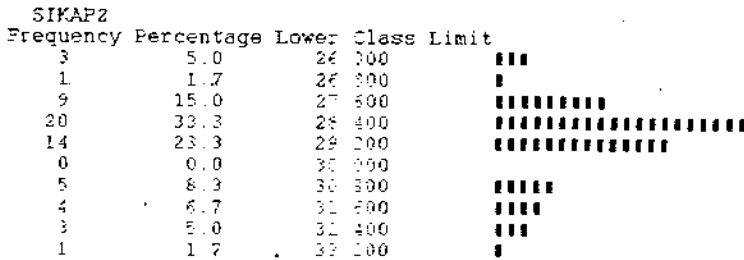 SIKAP2
Frequency Percentage Lower Class Limit
3 5.0 26 000
1 1.7 26 800
9 15.0 27 600
20 33.3 28 400
14 23.3 29 200
0 0.0 30 000
5 8.3 30 800
4 6.7 31 600
3 5.0 32 400
1 1 7 33 200